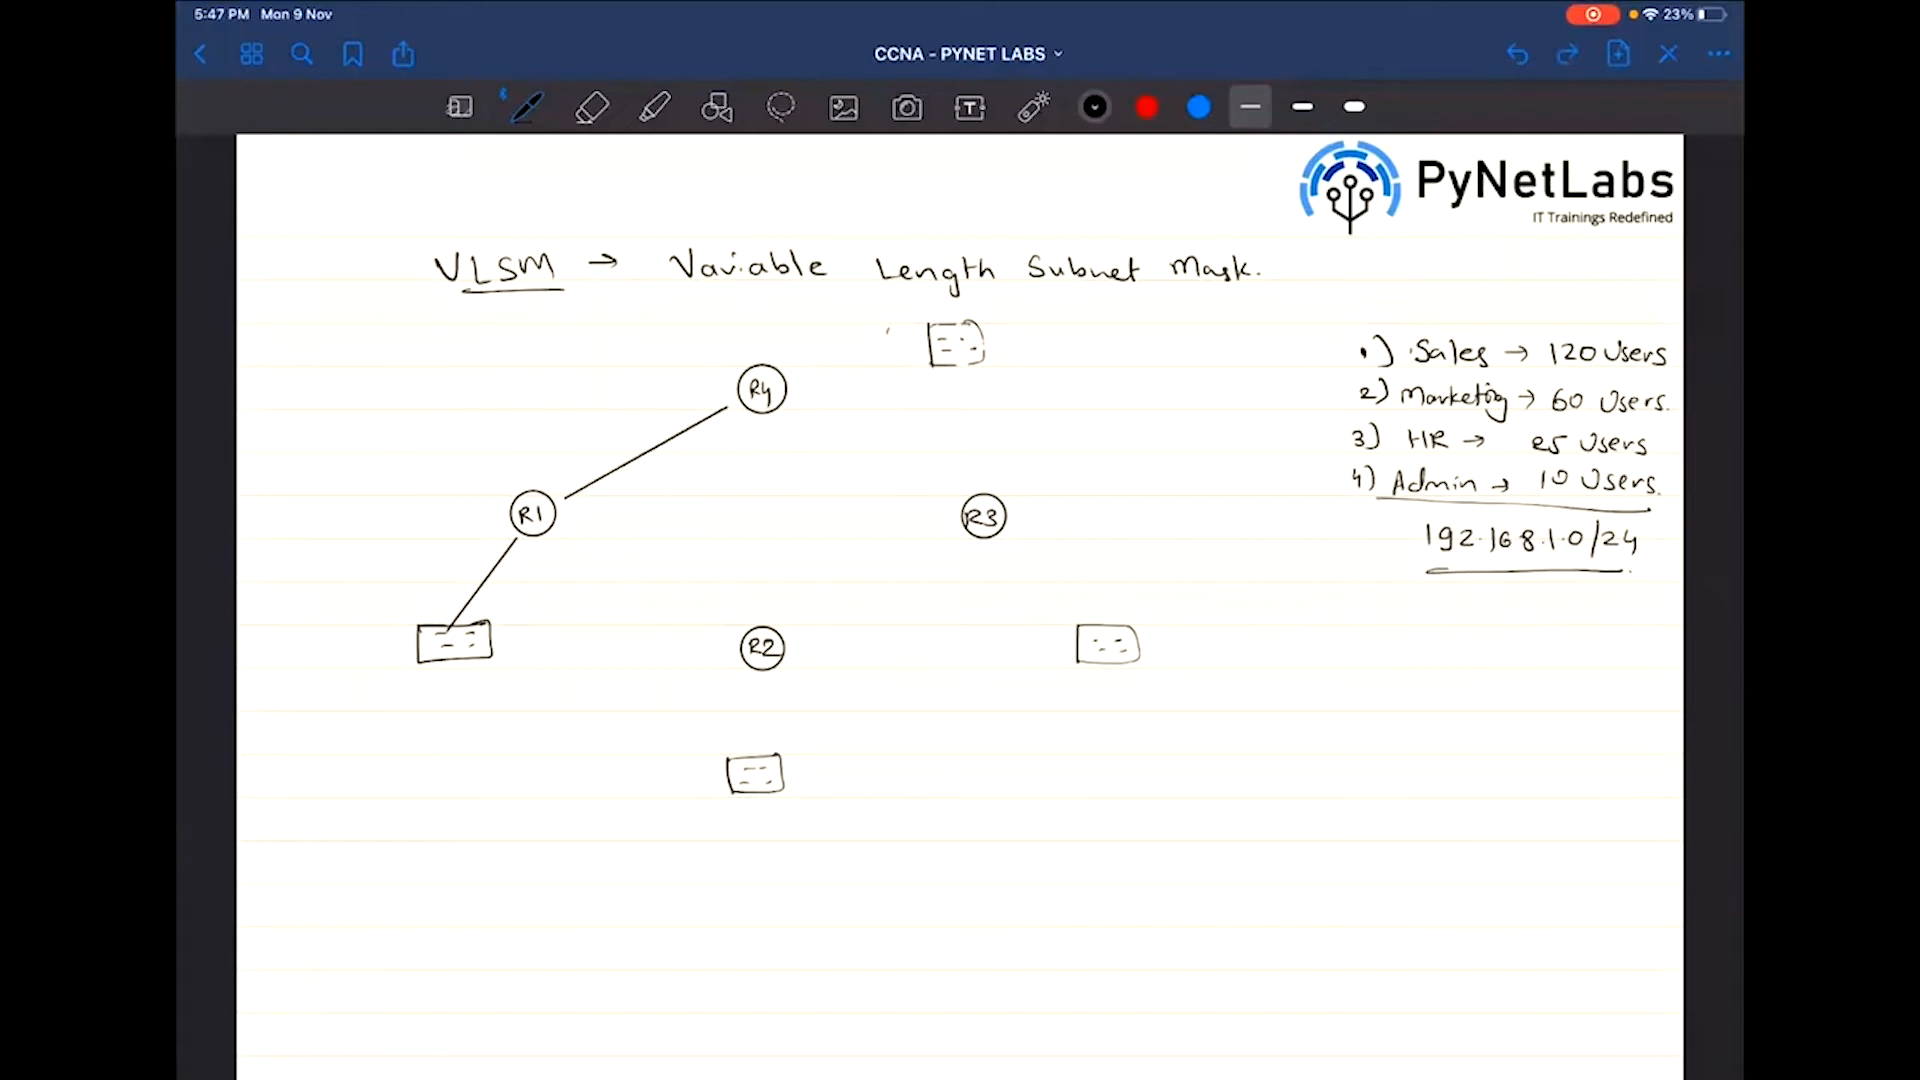 5:47 PM Mon 9 Nov
23%
CCNA - PYNET LABS
PyNetLabs
IT Trainings Redefined
VLSM → Variable Length Subnet Mask.
1) Sales → 120 Users
2) Marketing → 60 Users.
3) HR → 25 Users
4) Admin → 10 Users.
192.168.1.0/24
R4
R1
R3
R2